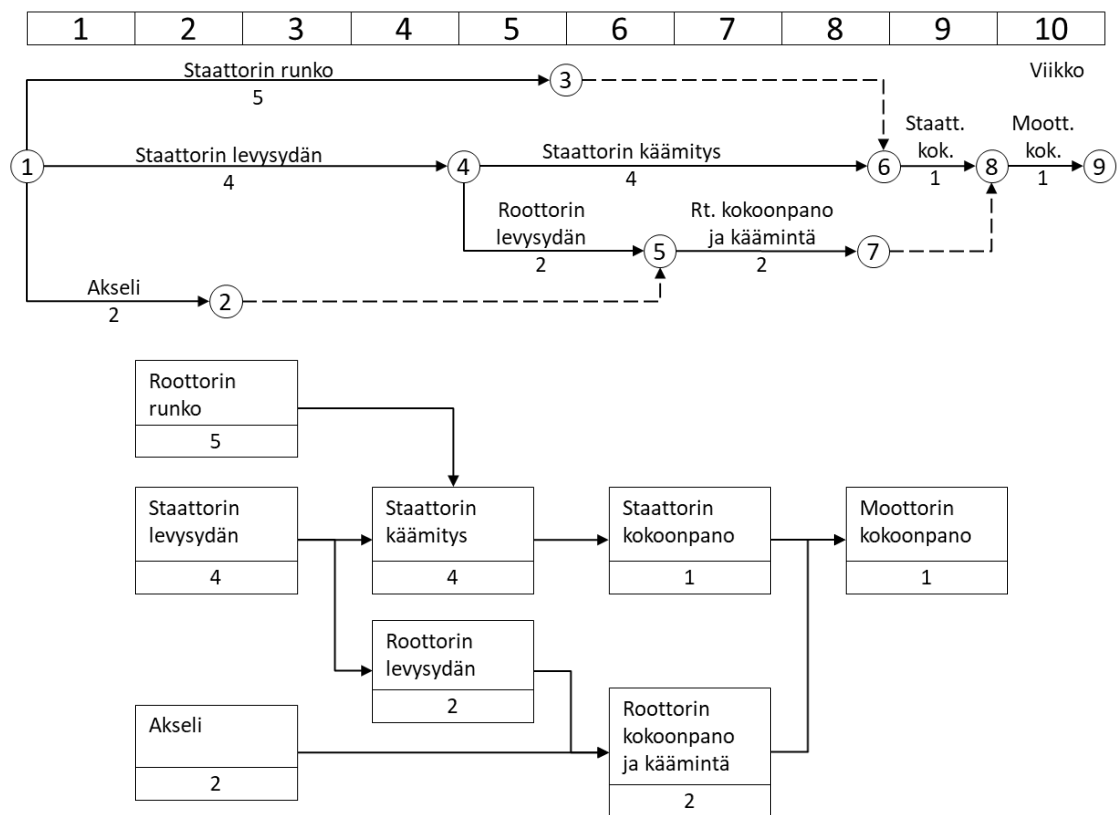 1 2 3 4 5 6 7 8 9 10
Staattorin runko
5
3
Viikko
1
Staattorin levysydän
4
4
Staattorin käämitys
4
6
Staatt.
kok.
1
8
Moott.
kok.
1
9
Roottorin
levysydän
2
5
Rt. kokoonpano
ja käämintä
2
7
Akseli
2
2
Roottorin
runko
5
Staattorin
levysydän
4
Staattorin
käämitys
4
Staattorin
kokoonpano
1
Moottorin
kokoonpano
1
Roottorin
levysydän
2
Akseli
2
Roottorin
kokoonpano
ja käämintä
2